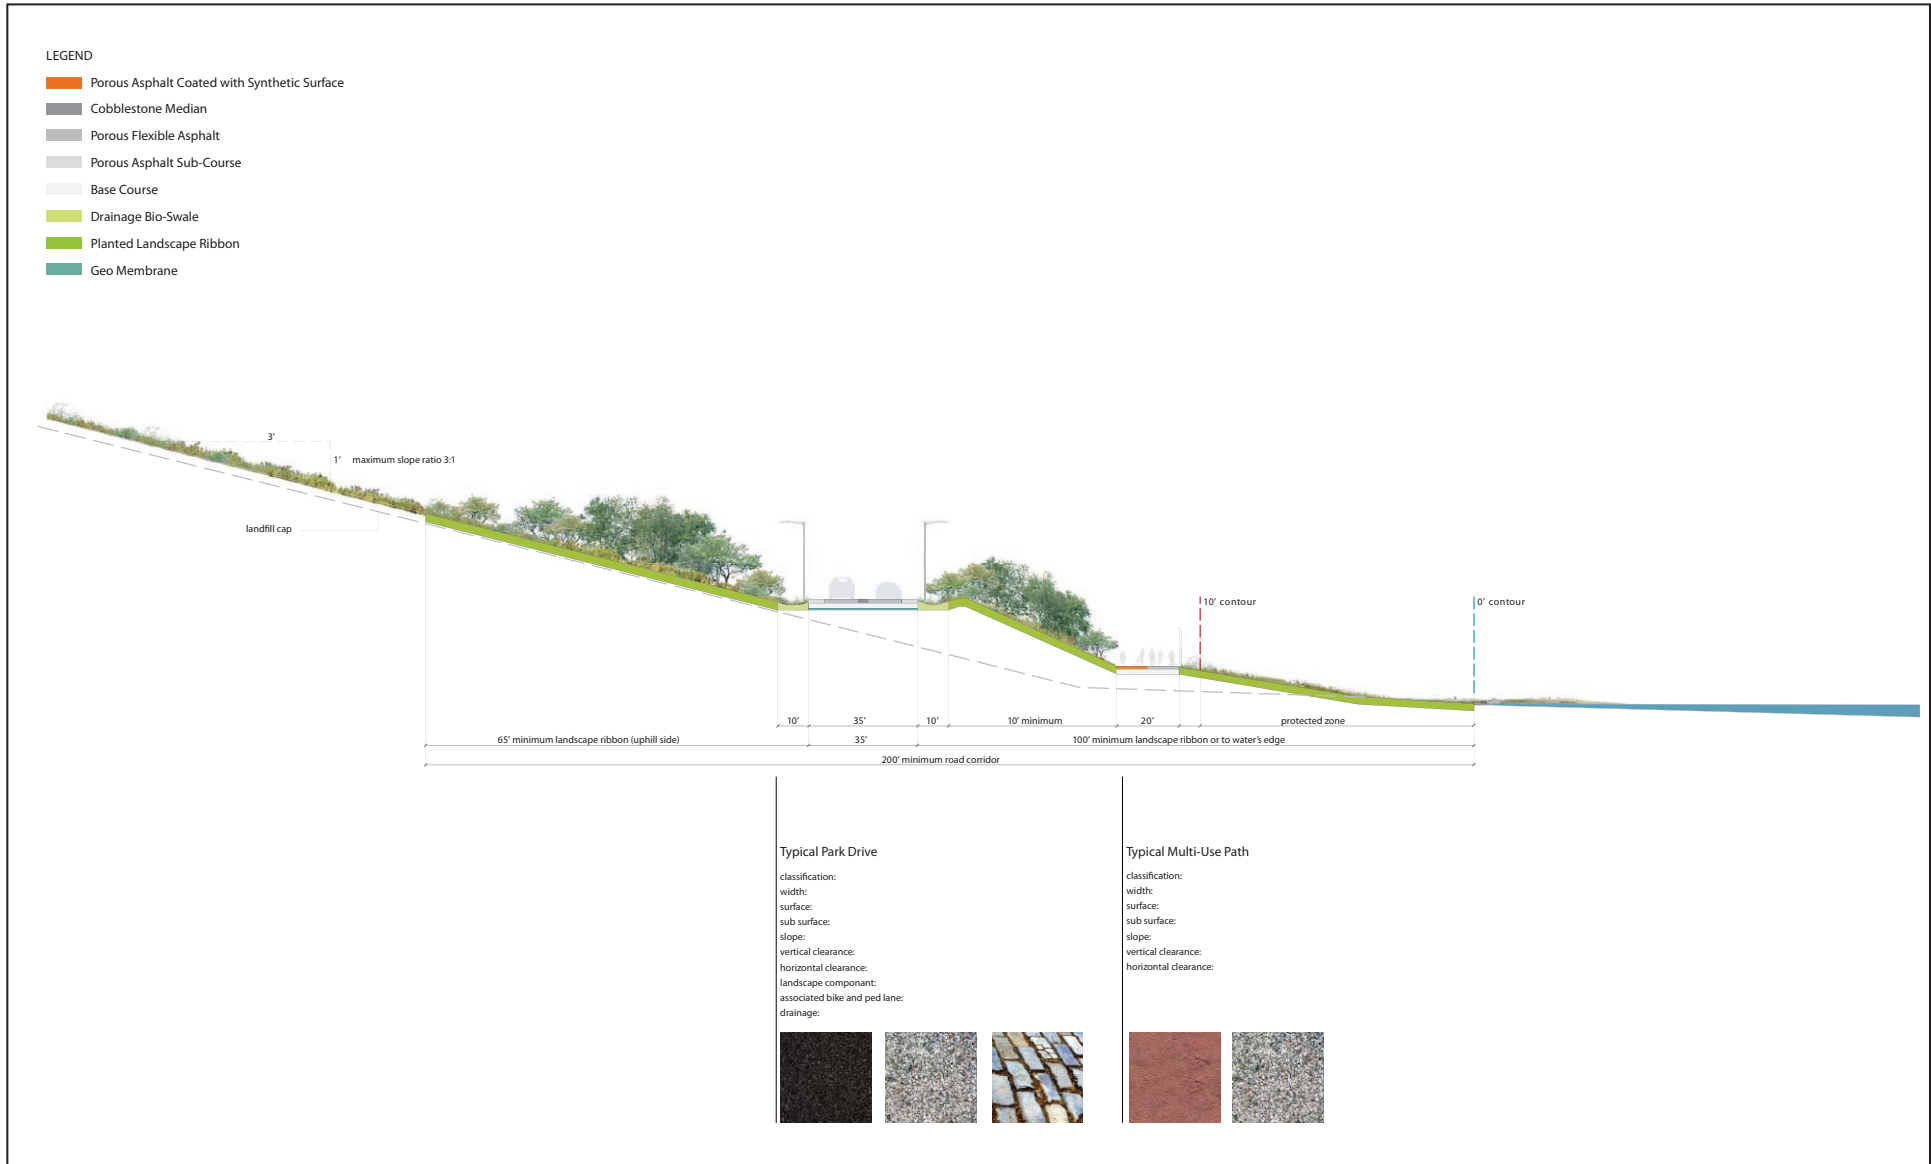 LEGEND
Porous Asphalt Coated with Synthetic Surface
Cobblestone Median
Porous Flexible Asphalt
Porous Asphalt Sub-Course
Base Course
Drainage Bio-Swale
Planted Landscape Ribbon
Geo Membrane
3'
1' maximum slope ratio 3:1
landfill cap
10' contour
0' contour
10' 35' 10' 10' minimum 20' protected zone
65' minimum landscape ribbon (uphill side) 35' 100' minimum landscape ribbon or to water's edge
200' minimum road corridor
Typical Park Drive
classification:
width:
surface:
sub surface:
slope:
vertical clearance:
horizontal clearance:
landscape componant:
associated bike and ped lane:
drainage:
Typical Multi-Use Path
classification:
width:
surface:
sub surface:
slope:
vertical clearance:
horizontal clearance: